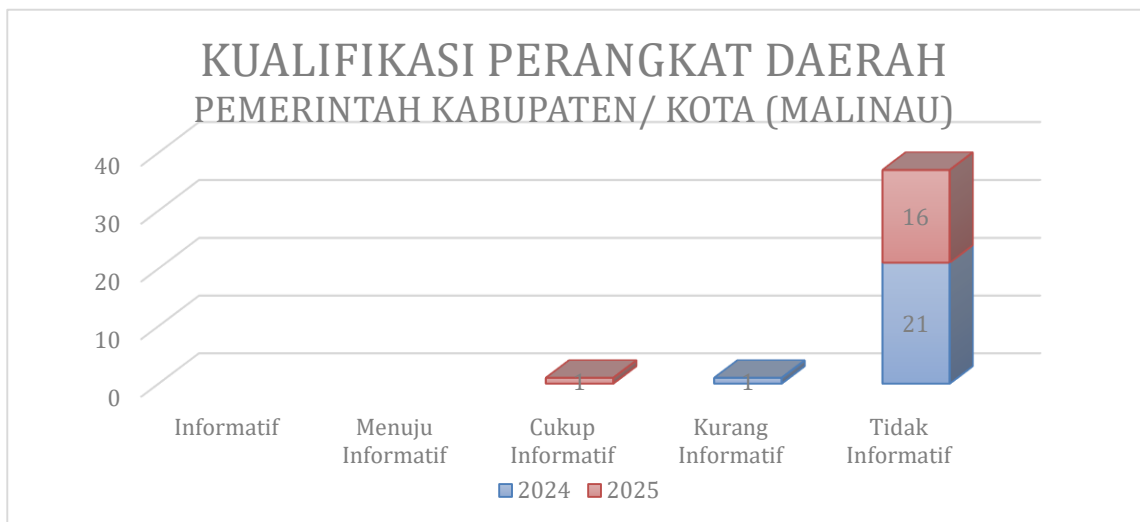 KUALIFIKASI PERANGKAT DAERAH
PEMERINTAH KABUPATEN/ KOTA (MALINAU)
40
30
20
10
0
16
21
1
1
Informatif
Menuju
Informatif
Cukup
Informatif
Kurang
Informatif
Tidak
Informatif
2024
2025